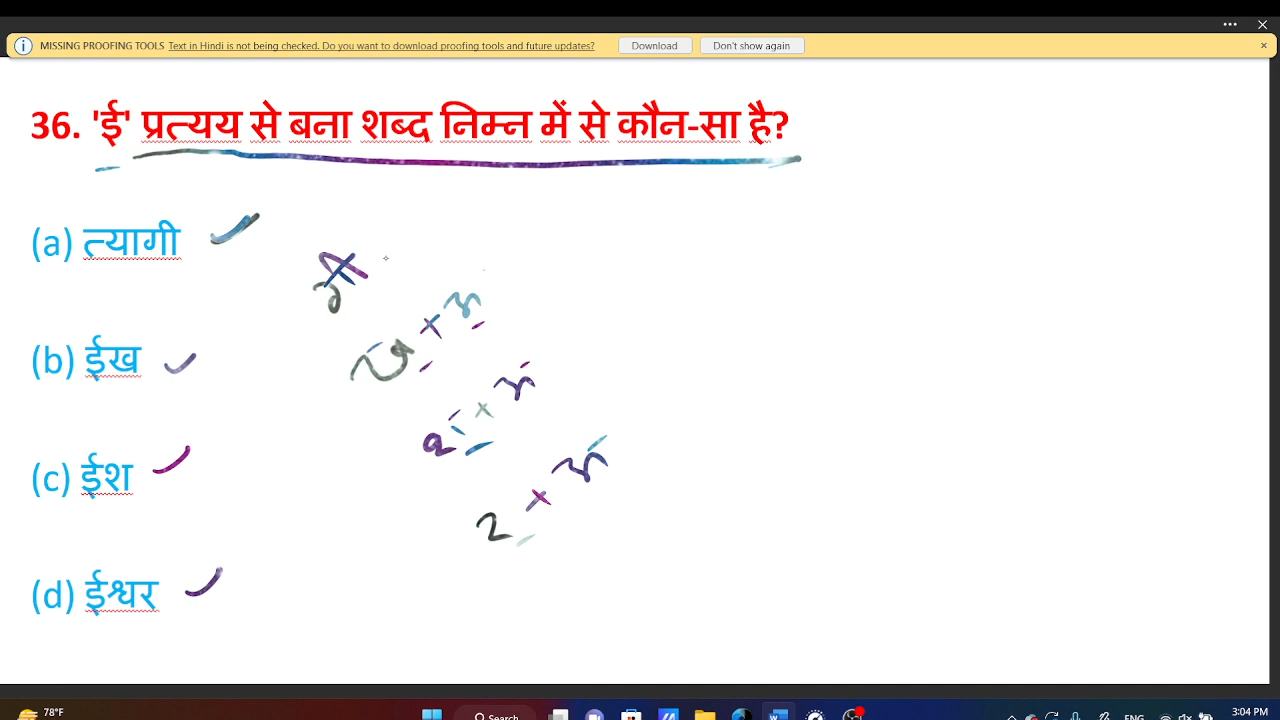 MISSING PROOFING TOOLS Text in Hindi is not being checked. Do you want to download proofing tools and future updates? Download Don't show again
36. 'ई' प्रत्यय से बना शब्द निम्न में से कौन-सा है?
(a) त्यागी
(b) ईख
(c) ईश
(d) ईश्वर
78°F Search ENG 3:04 PM